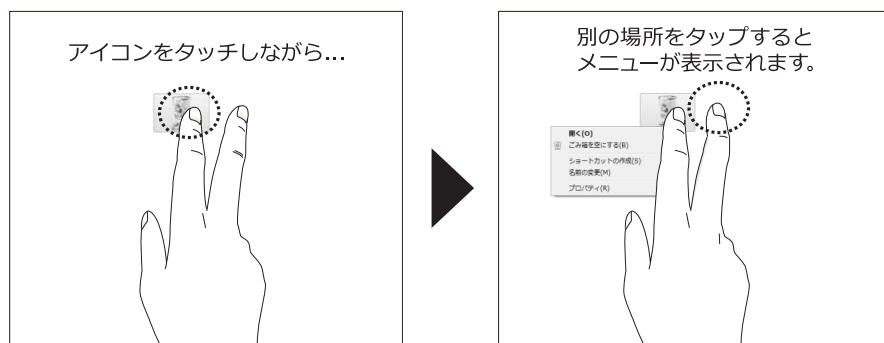 アイコンをタッチしながら...
別の場所をタップすると
メニューが表示されます。
開く(O)
ごみ箱を空にする(B)
ショートカットの作成(S)
名前の変更(M)
プロパティ(R)